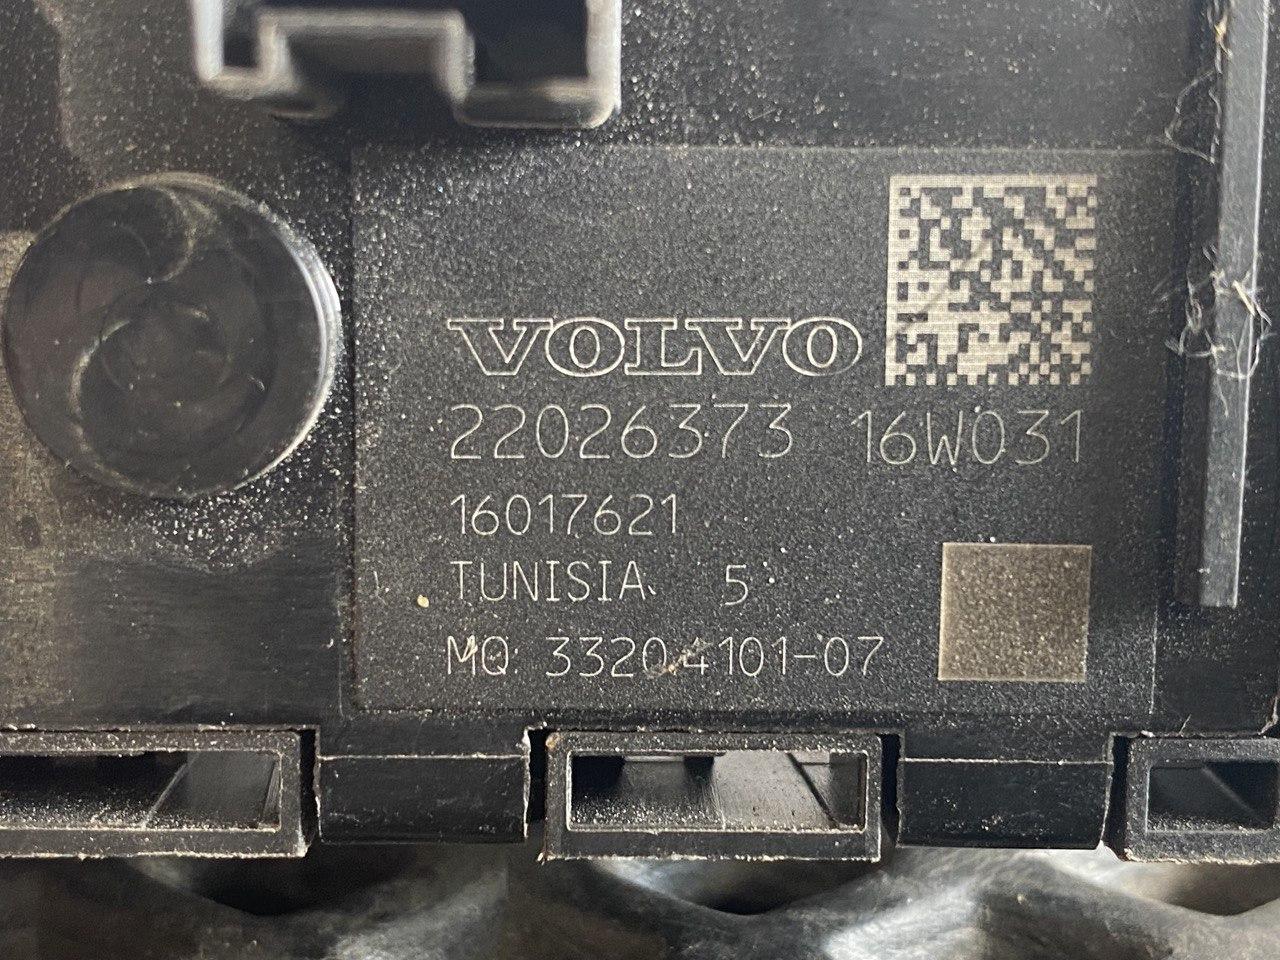 VOLVO
22026373 16W031
16017621
TUNISIA 5
MQ 33204101-07